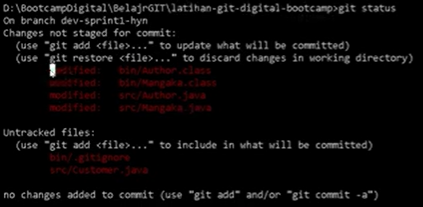 D:\BootcampDigital\BelajrGIT\latihan-git-digital-bootcamp>git status
On branch dev-sprint1-hyn
Changes not staged for commit:
(use "git add <file>..." to update what will be committed)
(use "git restore <file>..." to discard changes in working directory)
modified: bin/Author.class
modified: bin/Mangaka.class
modified: src/Author.java
modified: src/Mangaka.java
Untracked files:
(use "git add <file>..." to include in what will be committed)
bin/.gitignore
src/Customer.java
no changes added to commit (use "git add" and/or "git commit -a")